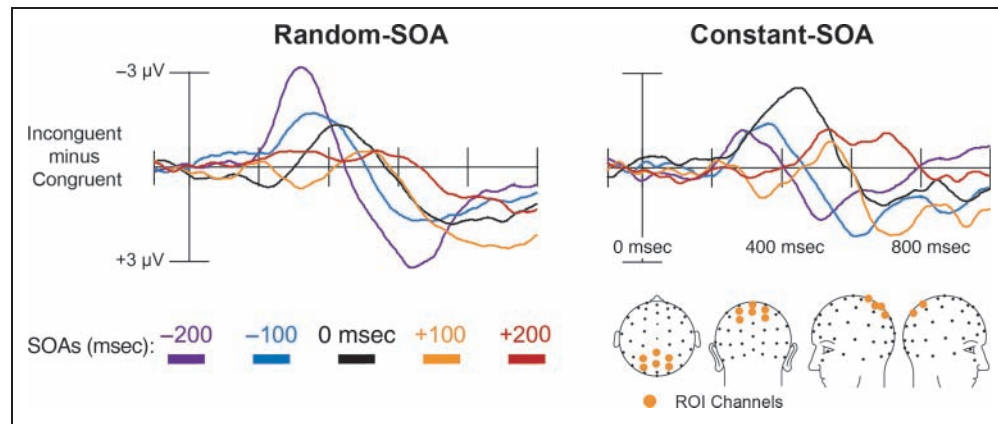 Random-SOA
Constant-SOA
−3 µV
Inconguent
minus
Congruent
+3 µV
0 msec
400 msec
800 msec
SOAs (msec):
−200
−100
0 msec
+100
+200
ROI Channels